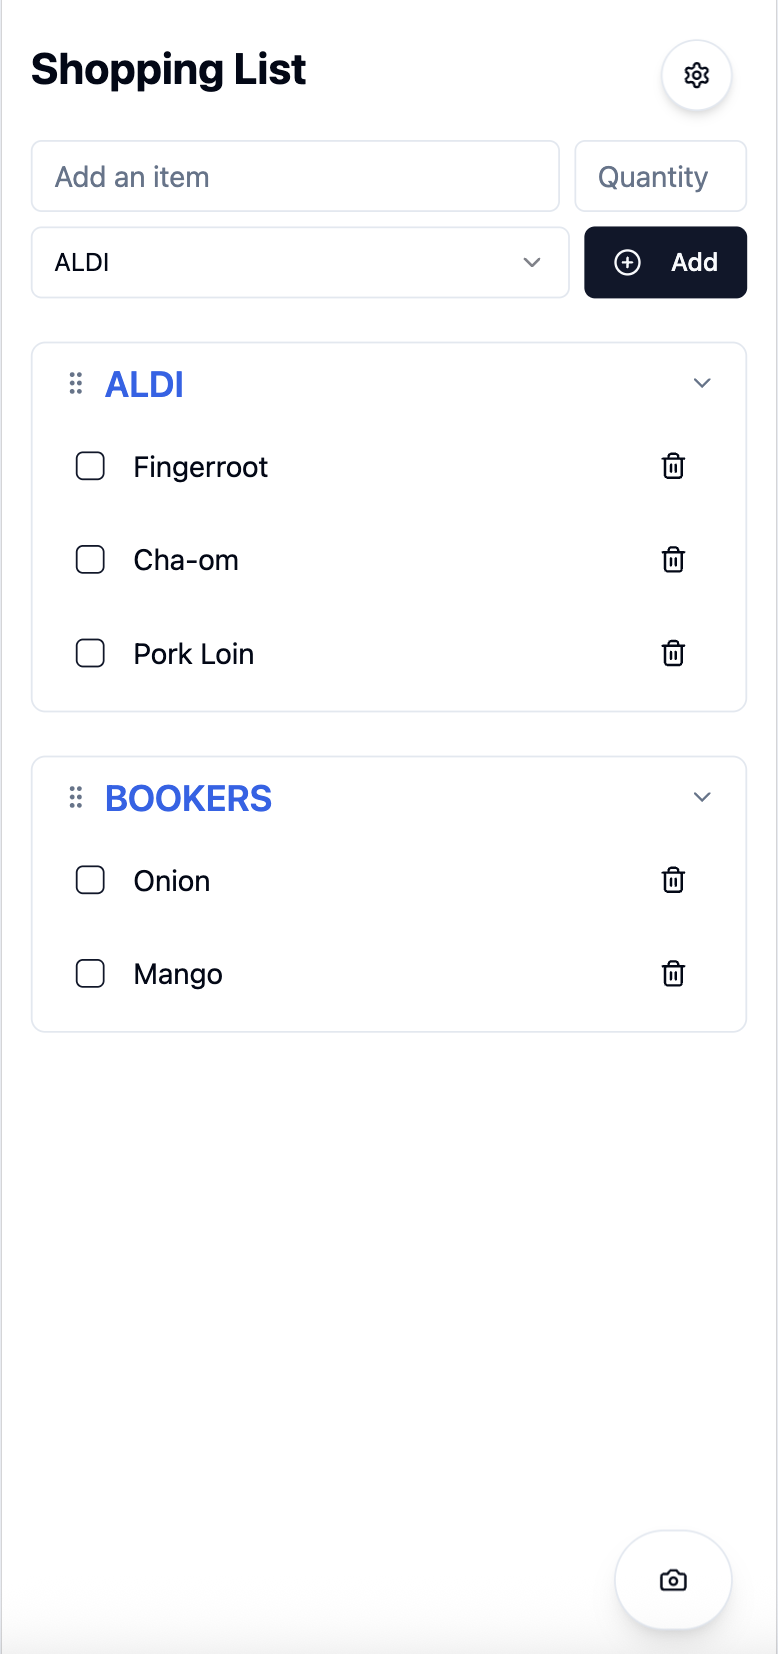 Shopping List
Add an item
Quantity
ALDI
Add
ALDI
Fingerroot
Cha-om
Pork Loin
BOOKERS
Onion
Mango